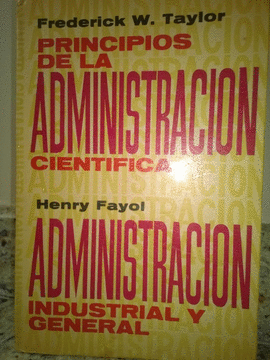 Frederick W. Taylor
PRINCIPIOS
DE LA
ADMINISTRACION
CIENTIFICA
Henry Fayol
ADMINISTRACION
INDUSTRIAL Y
GENERAL